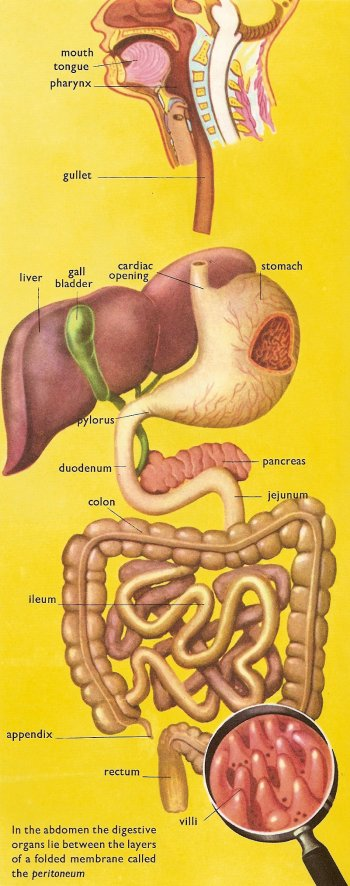 mouth
tongue
pharynx
gullet
cardiac
opening
stomach
gall
bladder
liver
pylorus
duodenum
pancreas
jejunum
colon
ileum
appendix
rectum
villi
In the abdomen the digestive
organs lie between the layers
of a folded membrane called
the peritoneum